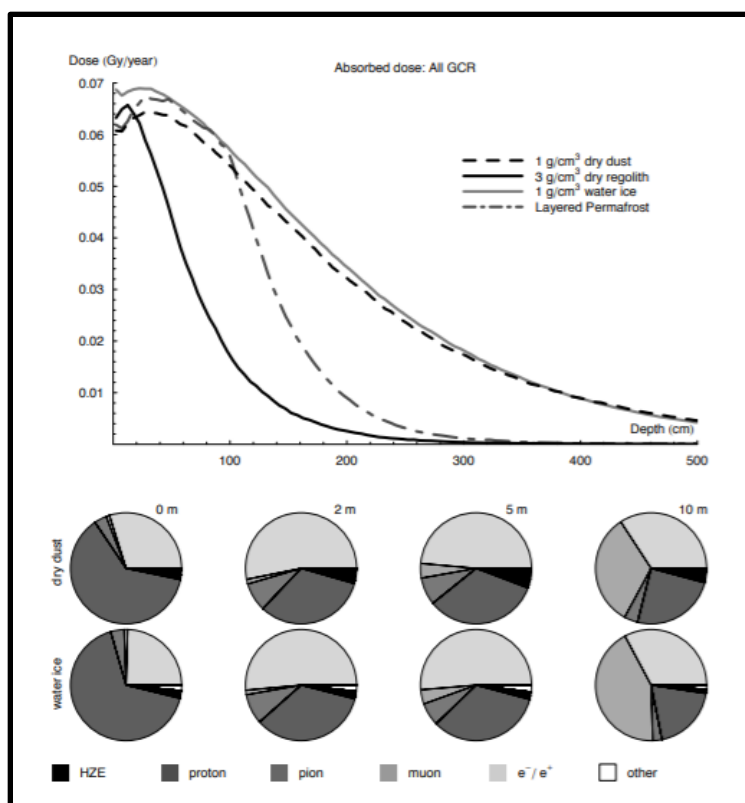 Dose (Gy/year)
Absorbed dose: All GCR
0.07
0.06
0.05
0.04
0.03
0.02
0.01
1 g/cm³ dry dust
3 g/cm³ dry regolith
1 g/cm³ water ice
Layered Permafrost
Depth (cm)
100 200 300 400 500
0 m 2 m 5 m 10 m
dry dust
water ice
HZE proton pion muon e⁻/ e⁺ other